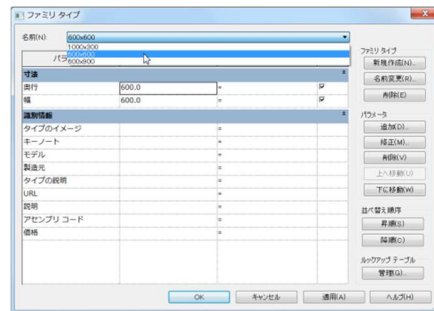 ファミリ タイプ
名前(N): 600x600
1000x300
600x600
600x900
パラ
寸法
奥行 600.0 =
幅 600.0 =
識別情報
タイプのイメージ =
キーノート =
モデル =
製造元 =
タイプの説明 =
URL =
説明 =
アセンブリ コード =
価格 =
ファミリ タイプ
新規作成(N)...
名前変更(R)...
削除(E)
パラメータ
追加(D)...
修正(M)...
削除(V)
上へ移動(U)
下に移動(W)
並べ替え順序
昇順(S)
降順(C)
ルックアップ テーブル
管理(G)...
OK キャンセル 適用(A) ヘルプ(H)